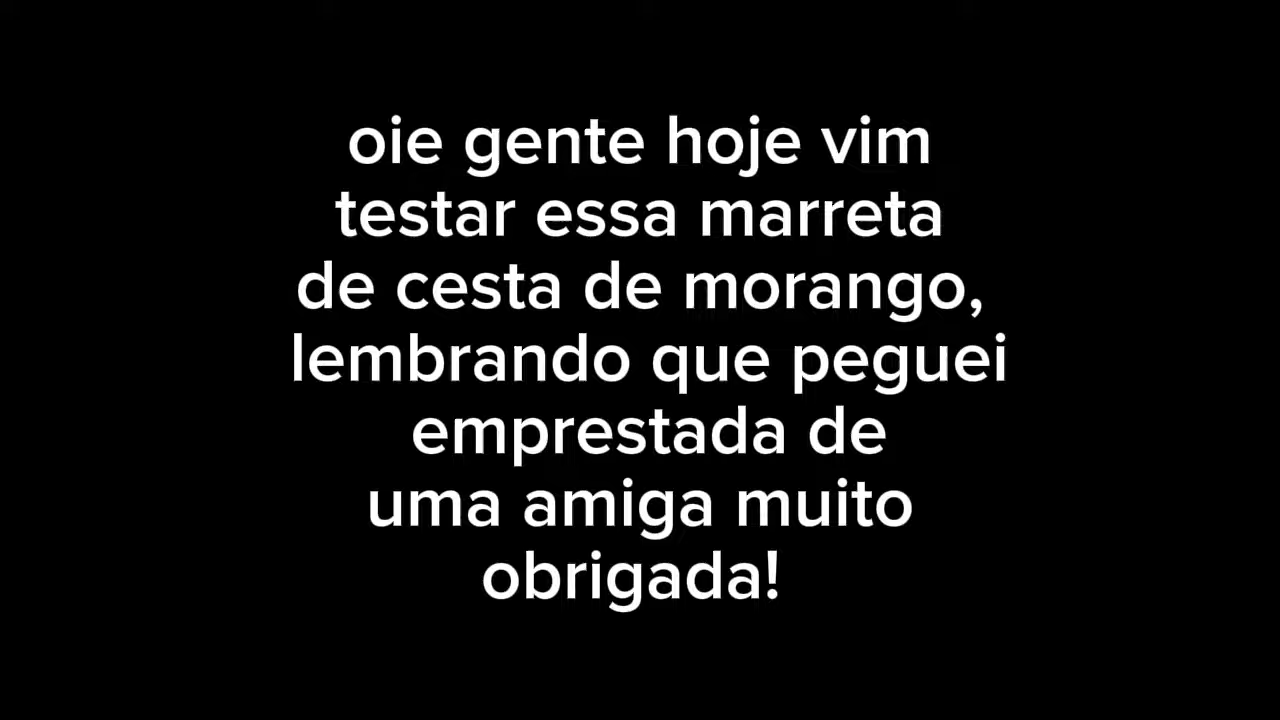 oie gente hoje vim
testar essa marreta
de cesta de morango,
lembrando que peguei
emprestada de
uma amiga muito
obrigada!